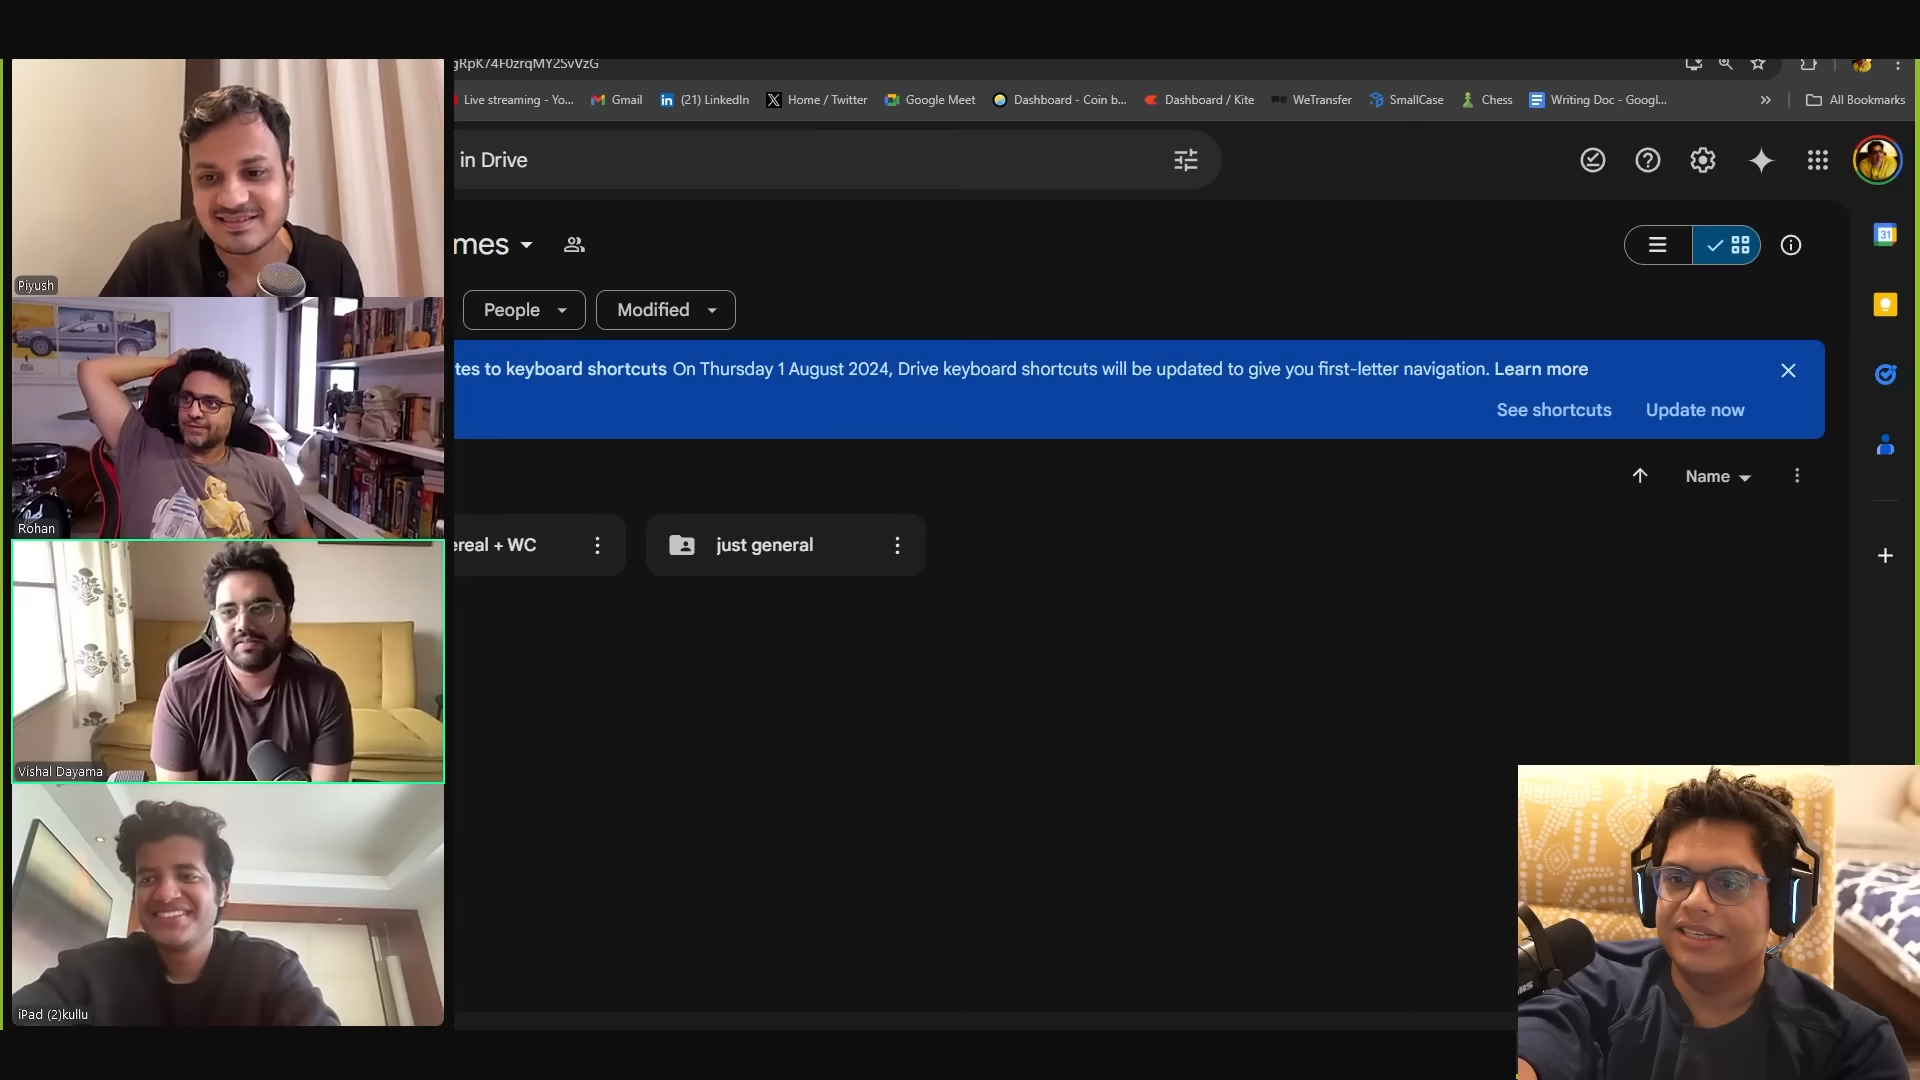 gRpK74F0zrqMY2SvVzG
Live streaming - Yo...
Gmail
(21) LinkedIn
Home / Twitter
Google Meet
Dashboard - Coin b...
Dashboard / Kite
WeTransfer
SmallCase
Chess
Writing Doc - Googl...
All Bookmarks
in Drive
mes
People
Modified
tes to keyboard shortcuts On Thursday 1 August 2024, Drive keyboard shortcuts will be updated to give you first-letter navigation. Learn more
See shortcuts
Update now
Name
ereal + WC
just general
31
Piyush
Rohan
Vishal Dayama
iPad (2)kullu